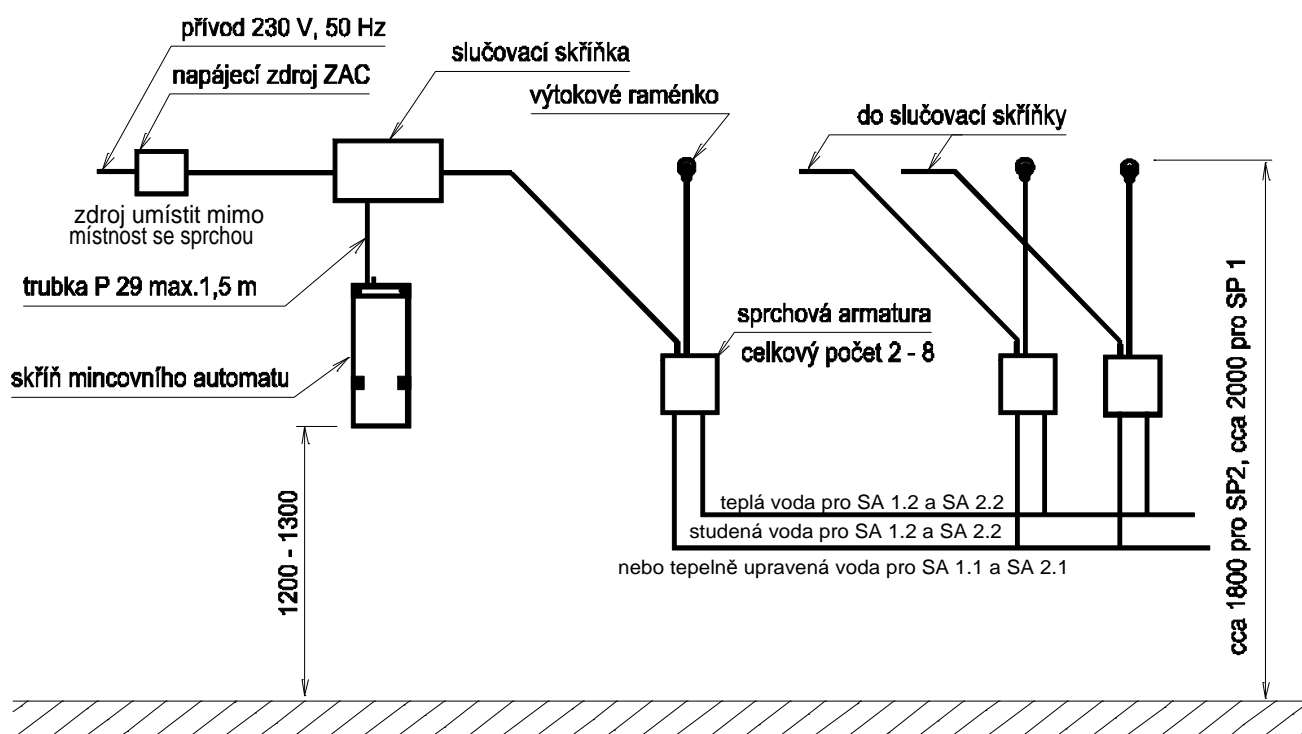 přívod 230 V, 50 Hz
napájecí zdroj ZAC
slučovací skříňka
výtokové raménko
do slučovací skříňky
zdroj umístit mimo
místnost se sprchou
trubka P 29 max.1,5 m
skříň mincovního automatu
sprchová armatura
celkový počet 2 - 8
teplá voda pro SA 1.2 a SA 2.2
studená voda pro SA 1.2 a SA 2.2
nebo tepelně upravená voda pro SA 1.1 a SA 2.1
1200 - 1300
cca 1800 pro SP2, cca 2000 pro SP 1